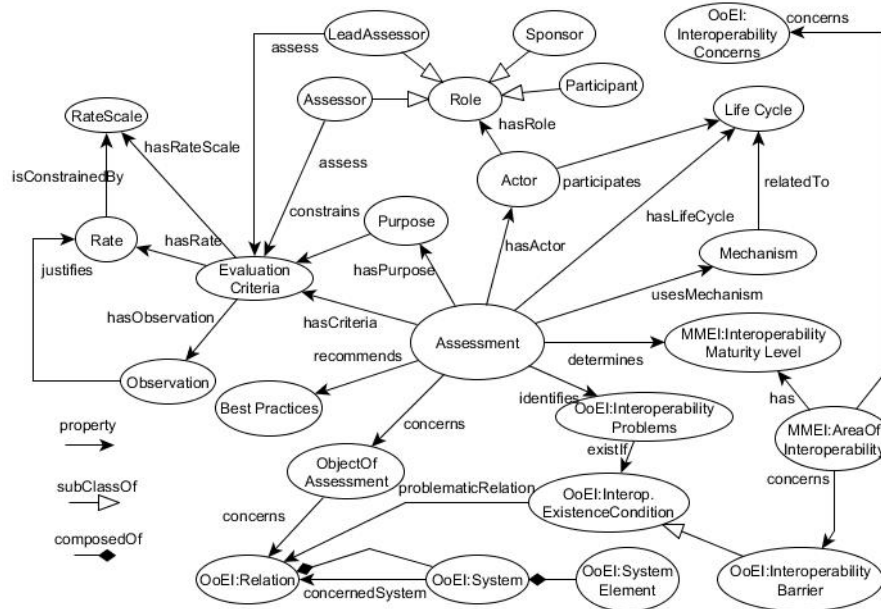 OoEI:
Interoperability
Concerns
concerns
LeadAssessor
Sponsor
assess
Participant
Assessor
Role
RateScale
Life Cycle
hasRole
hasRateScale
assess
isConstrainedBy
Actor
participates
relatedTo
constrains
Purpose
hasLifeCycle
Rate
hasRate
hasActor
Mechanism
justifies
Evaluation
Criteria
hasPurpose
usesMechanism
hasObservation
hasCriteria
Assessment
MMEI:Interoperability
Maturity Level
recommends
determines
Observation
Best Practices
identifies
OoEI:Interoperability
Problems
has
MMEI:AreaOf
Interoperability
property
concerns
existIf
ObjectOf
Assessment
problematicRelation
OoEI:Interop.
ExistenceCondition
concerns
subClassOf
concerns
composedOf
OoEI:Relation
concernedSystem
OoEI:System
OoEI:System
Element
OoEI:Interoperability
Barrier